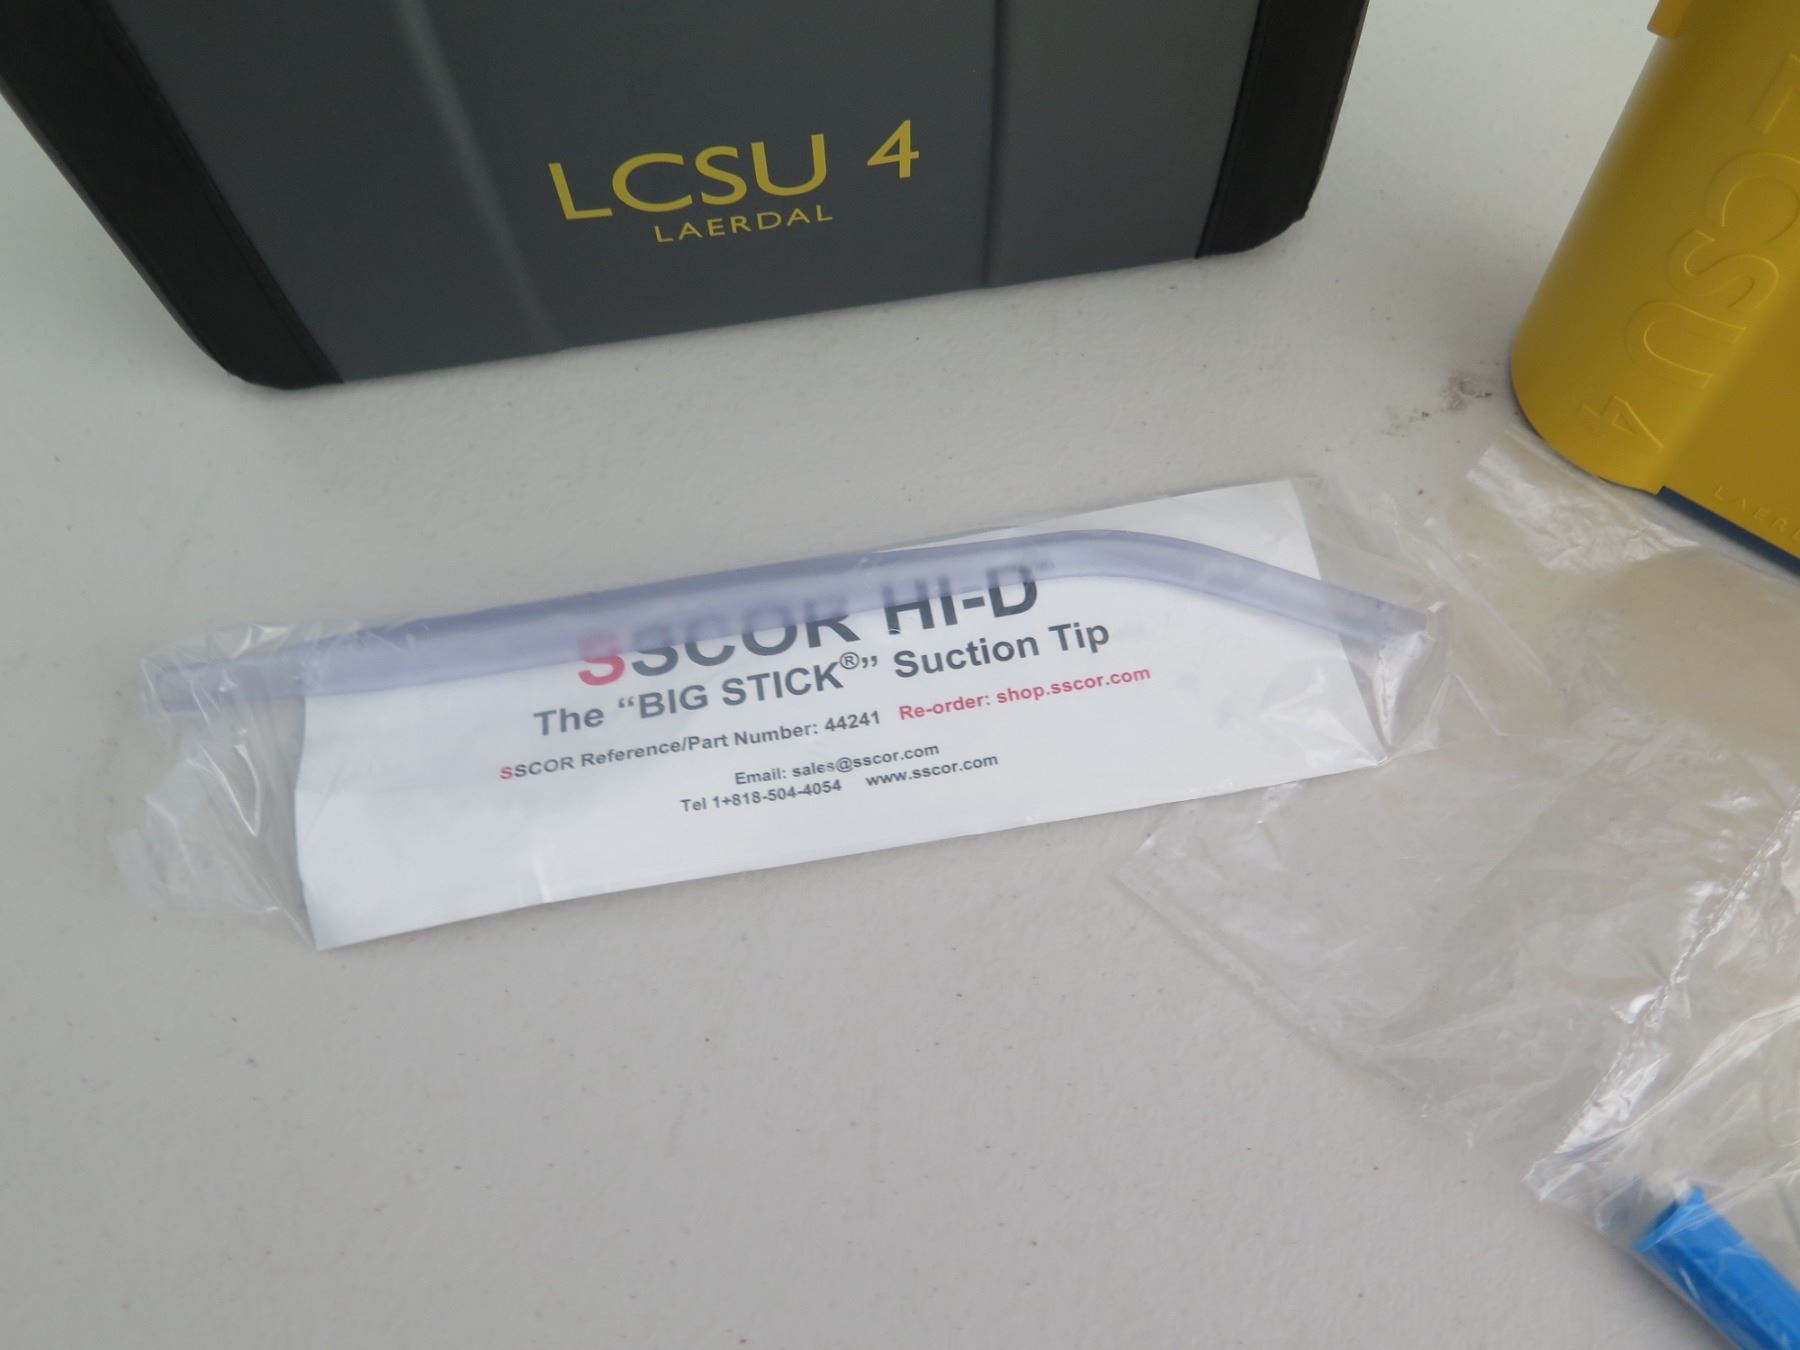 LCSU 4
LAERDAL
LCSU 4
LAER
SSCOR HI-D®
The “BIG STICK®” Suction Tip
SSCOR Reference/Part Number: 44241 Re-order: shop.sscor.com
Email: sales@sscor.com
Tel 1+818-504-4054 www.sscor.com